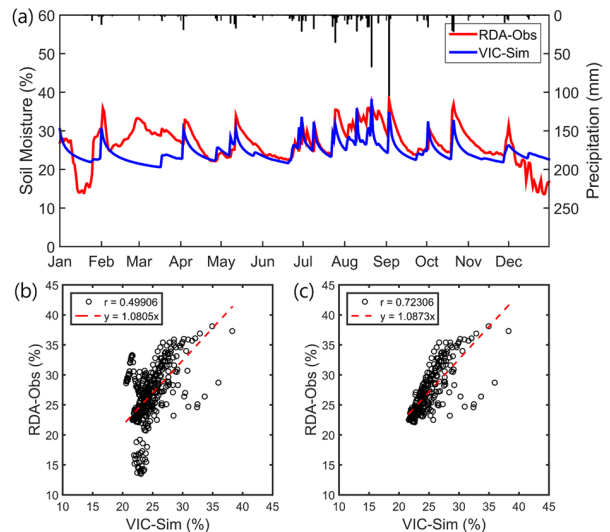 (a)
60
50
40
30
20
10
0
Soil Moisture (%)
RDA-Obs
VIC-Sim
0
50
100
150
200
250
Precipitation (mm)
Jan Feb Mar Apr May Jun Jul Aug Sep Oct Nov Dec
(b)
45
40
35
30
25
20
15
10
RDA-Obs (%)
r = 0.49906
y = 1.0805x
10 15 20 25 30 35 40 45
VIC-Sim (%)
(c)
45
40
35
30
25
20
15
10
RDA-Obs (%)
r = 0.72306
y = 1.0873x
10 15 20 25 30 35 40 45
VIC-Sim (%)